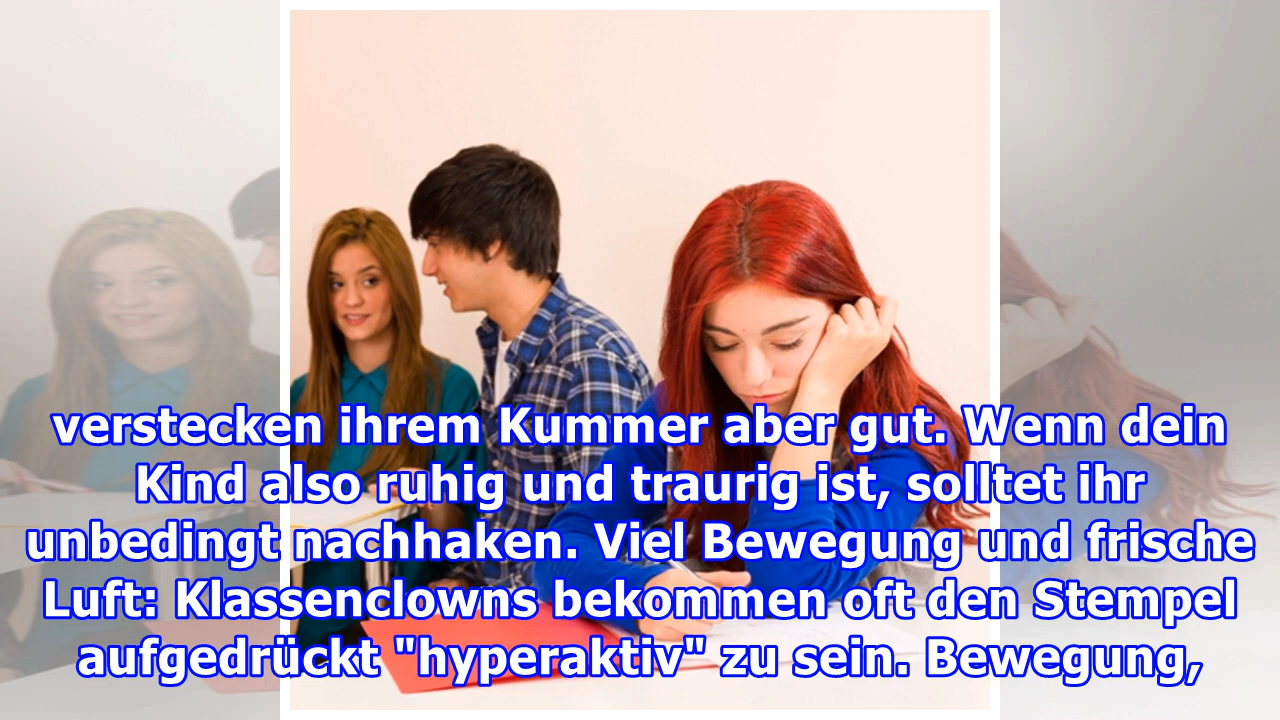 verstecken ihrem Kummer aber gut. Wenn dein
Kind also ruhig und traurig ist, solltet ihr
unbedingt nachhaken. Viel Bewegung und frische
Luft: Klassenclowns bekommen oft den Stempel
aufgedrückt "hyperaktiv" zu sein. Bewegung,